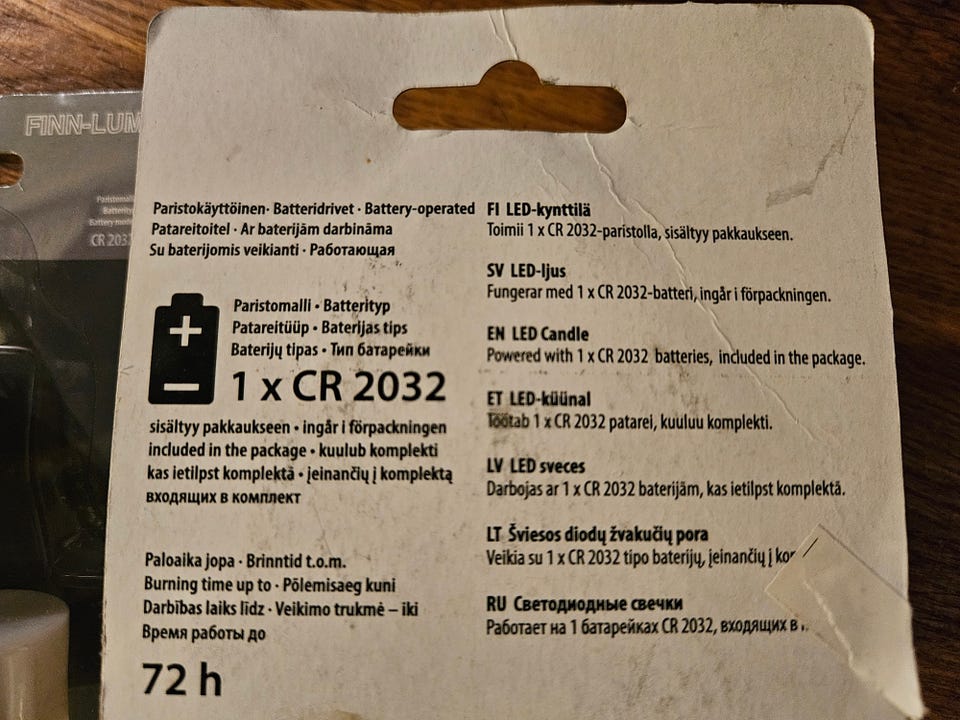 FINN-LUM
CR 2032
Paristokäyttöinen · Batteridrivet · Battery-operated
Patareitoitel · Ar baterijām darbināma
Su baterijomis veikianti · Работающая
+
Paristomalli • Batterityp
Patareitüüp • Baterijas tips
Baterijų tipas • Тип батарейки
1 x CR 2032
sisältyy pakkaukseen • ingår i förpackningen
included in the package • kuulub komplekti
kas ietilpst komplektā • įeinančių į komplektą
входящих в комплект
Paloaika jopa · Brinntid t.o.m.
Burning time up to · Põlemisaeg kuni
Darbības laiks līdz · Veikimo trukmė – iki
Время работы до
72 h
FI LED-kynttilä
Toimii 1 x CR 2032-paristolla, sisältyy pakkaukseen.
SV LED-ljus
Fungerar med 1 x CR 2032-batteri, ingår i förpackningen.
EN LED Candle
Powered with 1 x CR 2032 batteries, included in the package.
ET LED-küünal
Töötab 1 x CR 2032 patarei, kuuluu komplekti.
LV LED sveces
Darbojas ar 1 x CR 2032 baterijām, kas ietilpst komplektā.
LT Šviesos diodų žvakučių pora
Veikia su 1 x CR 2032 tipo baterijų, įeinančių į
RU Светодиодные свечки
Работает на 1 батарейках CR 2032, входящих в